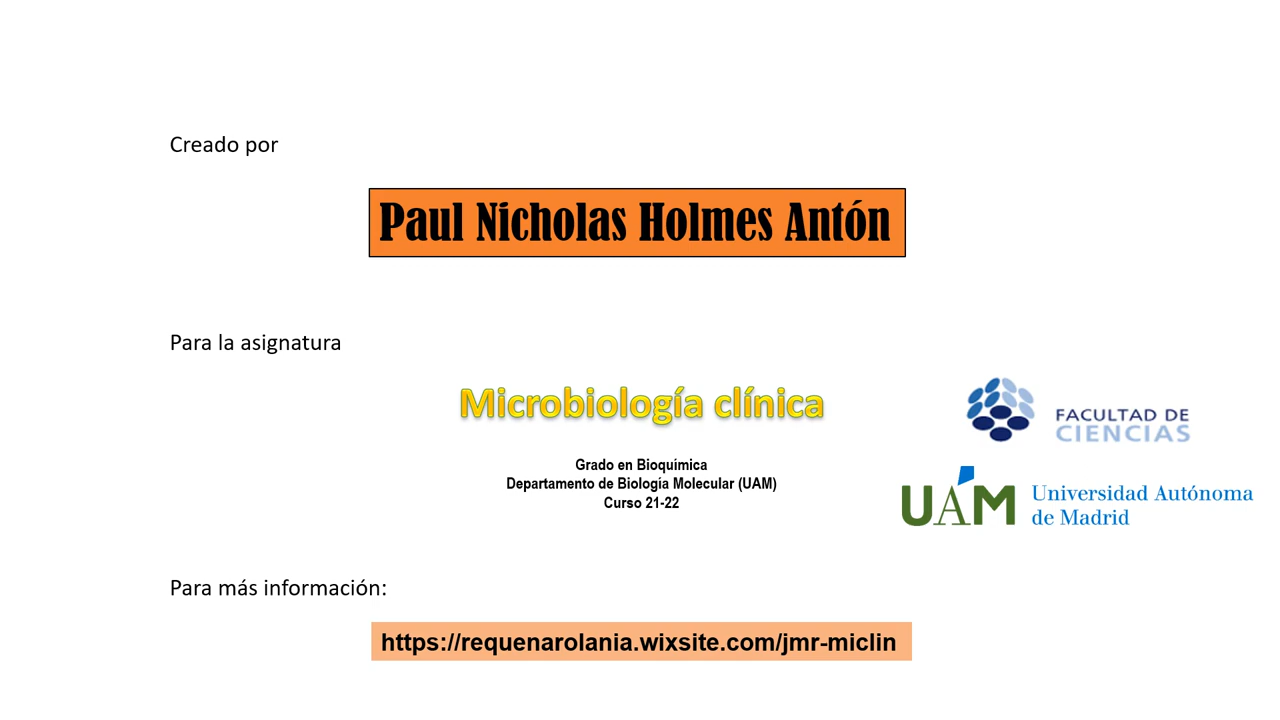 Creado por
Paul Nicholas Holmes Antón
Para la asignatura
Microbiología clínica
FACULTAD DE
CIENCIAS
Grado en Bioquímica
Departamento de Biología Molecular (UAM)
Curso 21-22
UAM Universidad Autónoma
de Madrid
Para más información:
https://requenarolania.wixsite.com/jmr-miclin